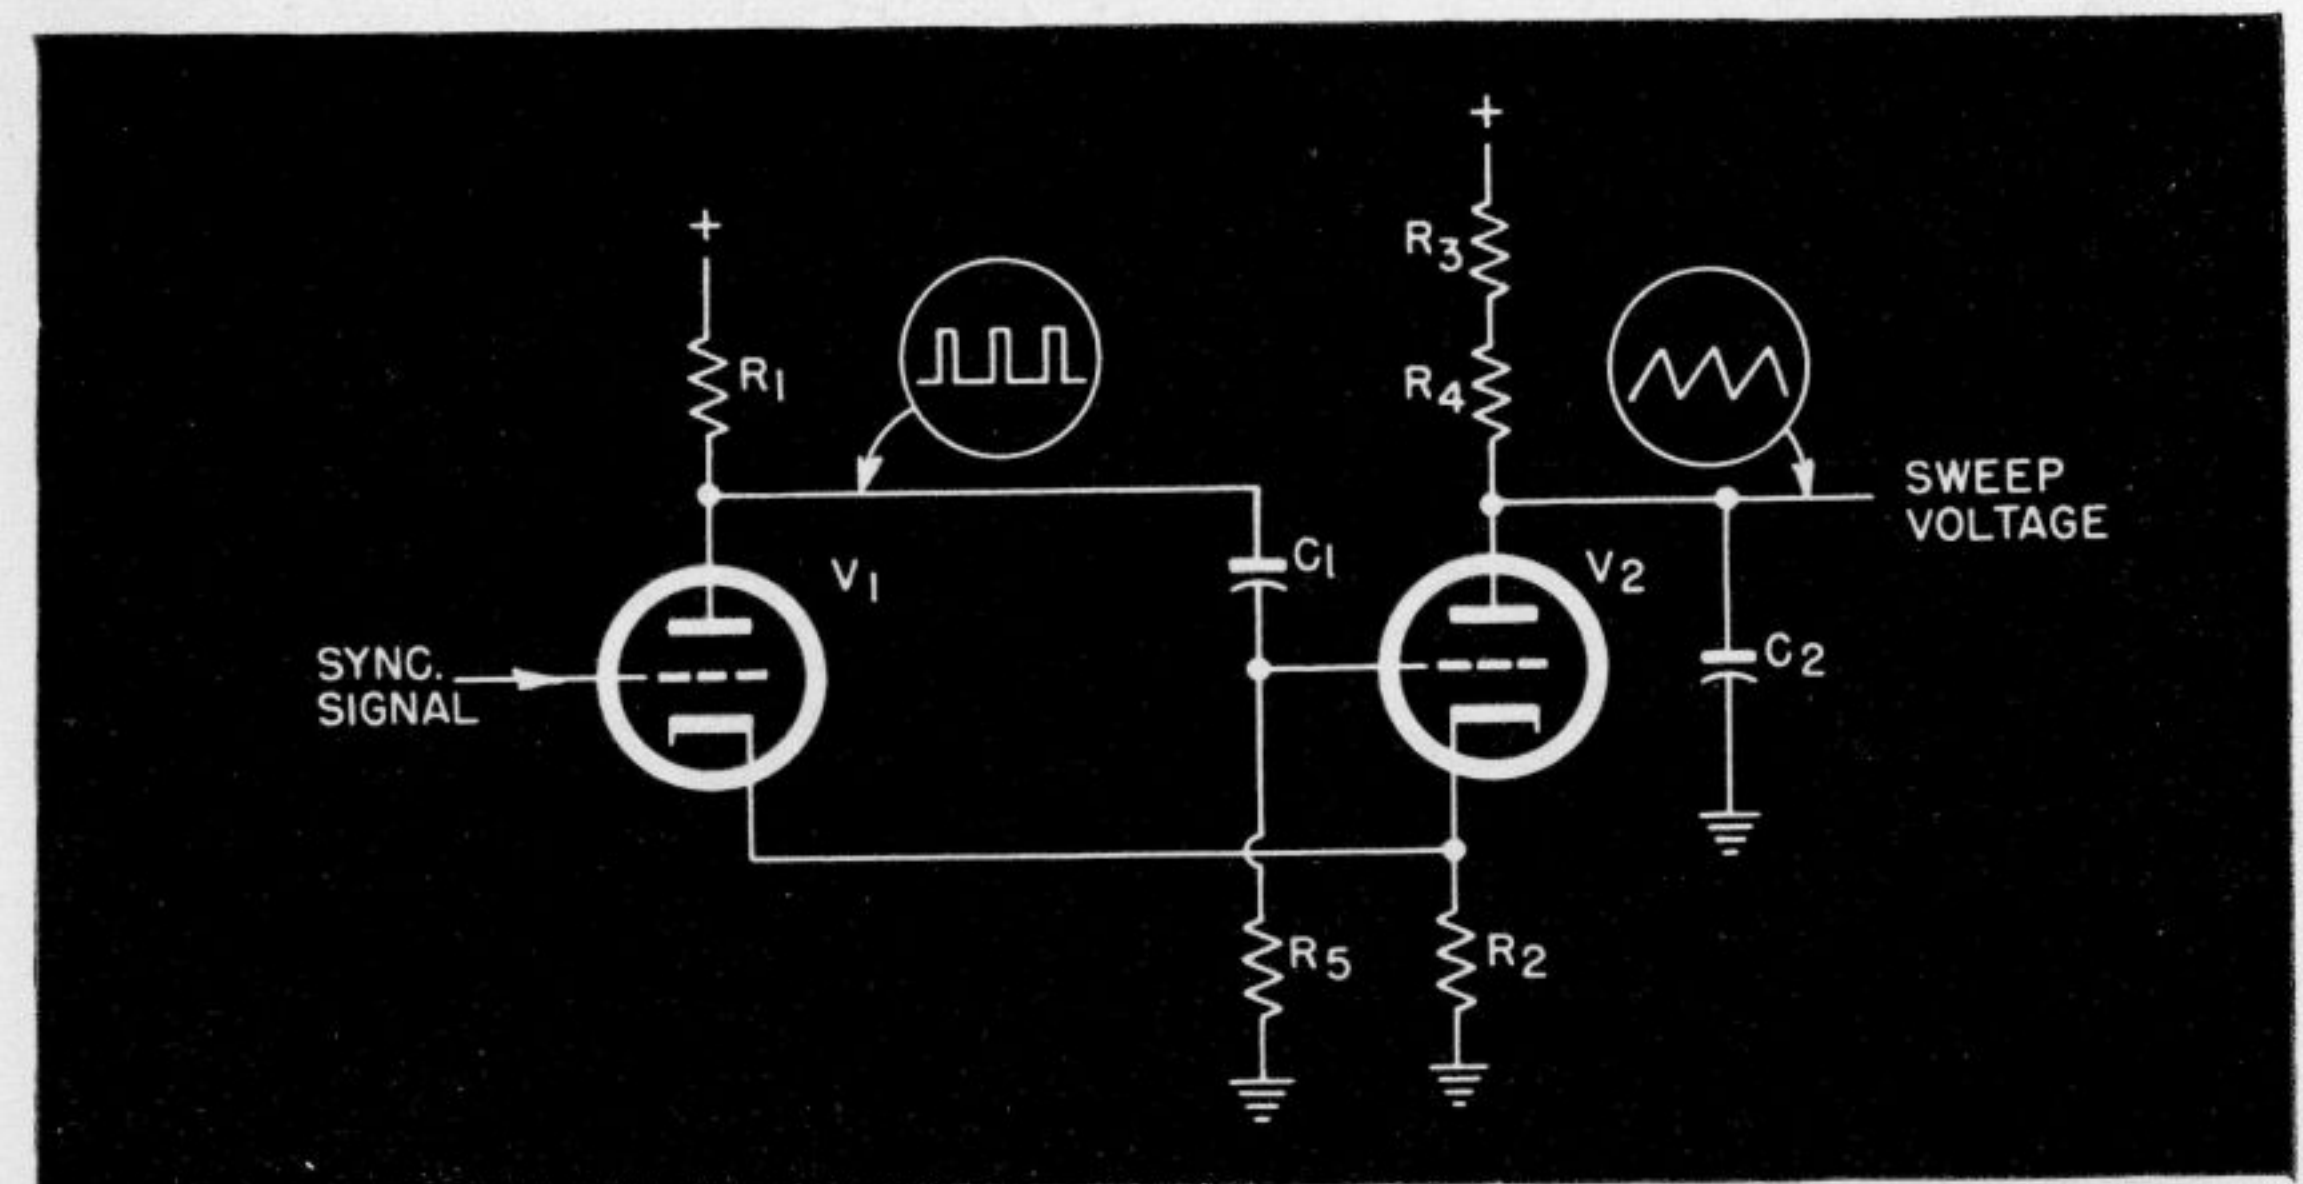 +
+
R3
R1
R4
SWEEP
VOLTAGE
C1
V1
V2
SYNC.
SIGNAL
C2
R5
R2